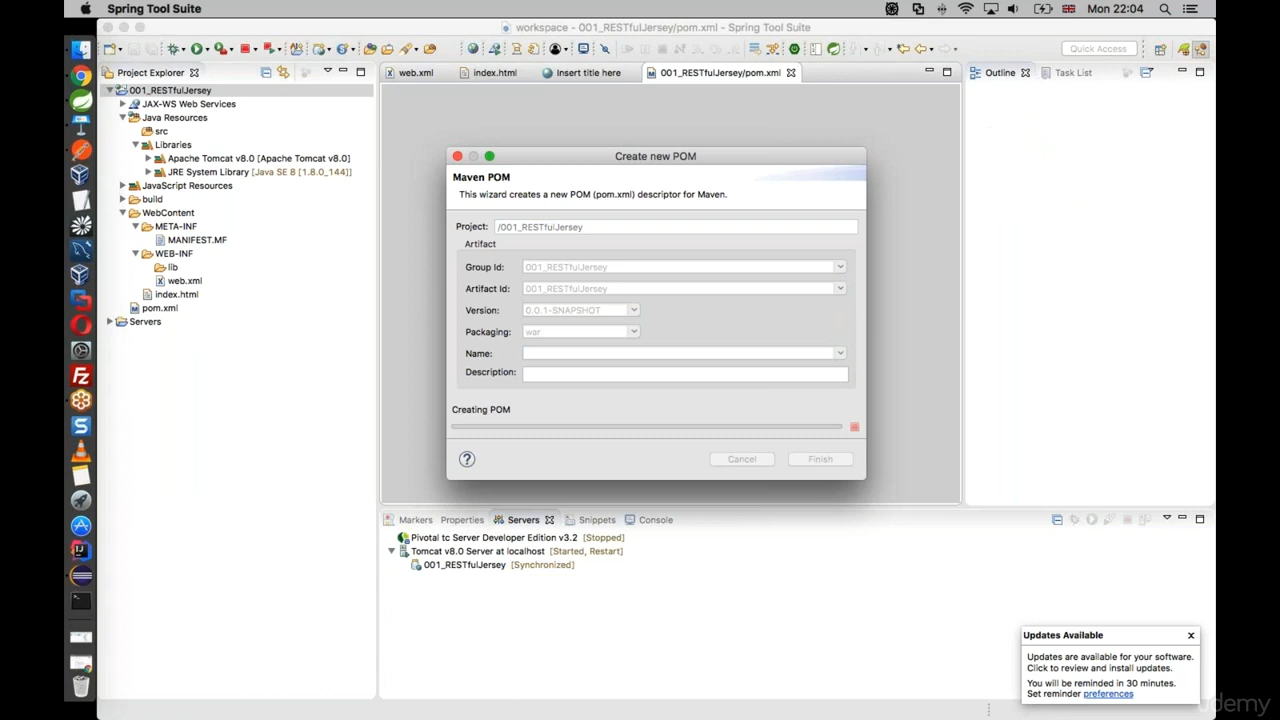 Spring Tool Suite
Mon 22:04
workspace - 001_RESTfulJersey/pom.xml - Spring Tool Suite
Quick Access
Project Explorer
web.xml
index.html
Insert title here
001_RESTfulJersey/pom.xml
Outline
Task List
001_RESTfulJersey
JAX-WS Web Services
Java Resources
src
Libraries
Apache Tomcat v8.0 [Apache Tomcat v8.0]
JRE System Library [Java SE 8 [1.8.0_144]]
JavaScript Resources
build
WebContent
META-INF
MANIFEST.MF
WEB-INF
lib
web.xml
index.html
pom.xml
Servers
Create new POM
Maven POM
This wizard creates a new POM (pom.xml) descriptor for Maven.
Project: /001_RESTfulJersey
Artifact
Group Id: 001_RESTfulJersey
Artifact Id: 001_RESTfulJersey
Version: 0.0.1-SNAPSHOT
Packaging: war
Name:
Description:
Creating POM
?
Cancel
Finish
Markers
Properties
Servers
Snippets
Console
Pivotal tc Server Developer Edition v3.2 [Stopped]
Tomcat v8.0 Server at localhost [Started, Restart]
001_RESTfulJersey [Synchronized]
Updates Available
Updates are available for your software.
Click to review and install updates.
You will be reminded in 30 minutes.
Set reminder preferences
udemy